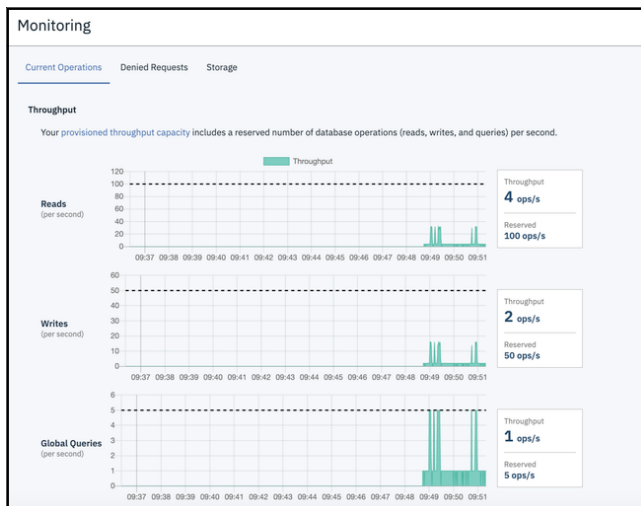 Monitoring
Current Operations Denied Requests Storage
Throughput
Your provisioned throughput capacity includes a reserved number of database operations (reads, writes, and queries) per second.
Throughput
Reads
(per second)
120
100
80
60
40
20
0
09:37 09:38 09:39 09:40 09:41 09:42 09:43 09:44 09:45 09:46 09:47 09:48 09:49 09:50 09:51
Throughput
4 ops/s
Reserved
100 ops/s
Writes
(per second)
60
50
40
30
20
10
0
09:37 09:38 09:39 09:40 09:41 09:42 09:43 09:44 09:45 09:46 09:47 09:48 09:49 09:50 09:51
Throughput
2 ops/s
Reserved
50 ops/s
Global Queries
(per second)
6
5
4
3
2
1
0
09:37 09:38 09:39 09:40 09:41 09:42 09:43 09:44 09:45 09:46 09:47 09:48 09:49 09:50 09:51
Throughput
1 ops/s
Reserved
5 ops/s